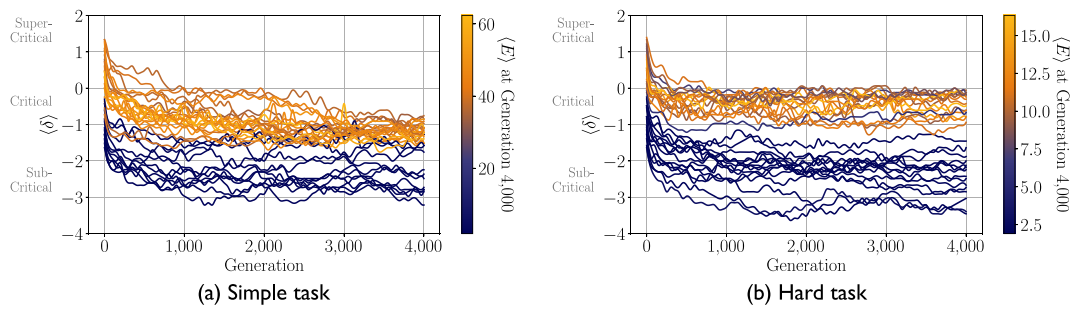 Super-
Critical
Critical
Sub-
Critical
⟨δ⟩
2
1
0
−1
−2
−3
−4
0
1,000
2,000
3,000
4,000
Generation
60
40
20
⟨E⟩ at Generation 4,000
(a) Simple task
Super-
Critical
Critical
Sub-
Critical
⟨δ⟩
2
1
0
−1
−2
−3
−4
0
1,000
2,000
3,000
4,000
Generation
15.0
12.5
10.0
7.5
5.0
2.5
⟨E⟩ at Generation 4,000
(b) Hard task